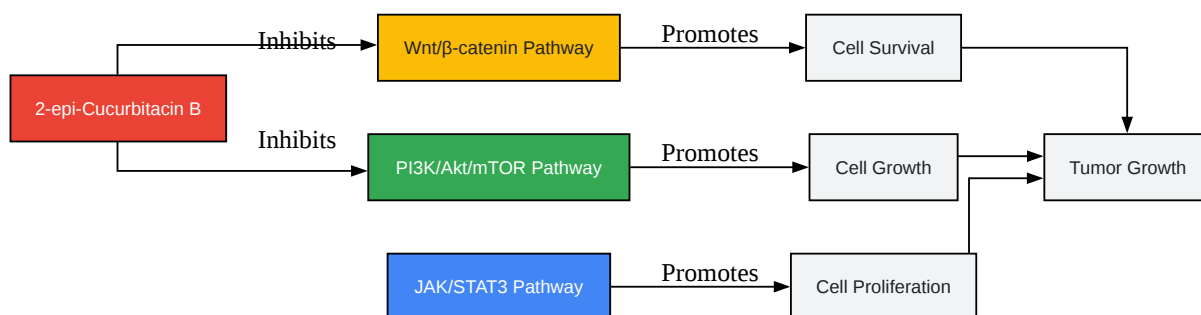 Inhibits
Wnt/β-catenin Pathway
Promotes
Cell Survival
2-epi-Cucurbitacin B
Inhibits
PI3K/Akt/mTOR Pathway
Promotes
Cell Growth
Tumor Growth
JAK/STAT3 Pathway
Promotes
Cell Proliferation